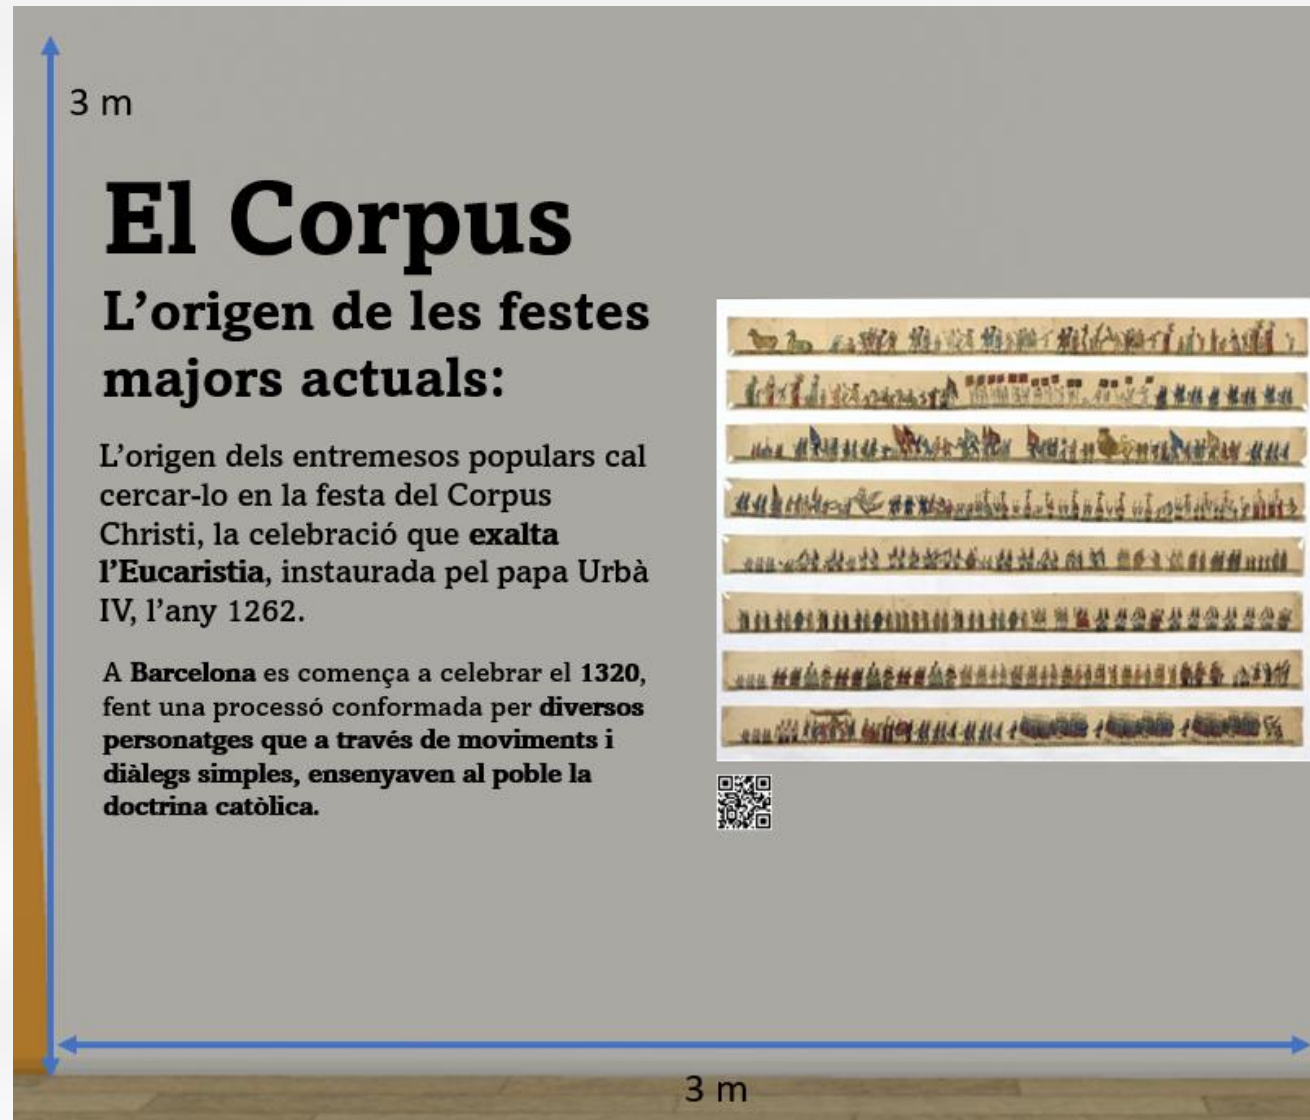 3 m
El Corpus
L’origen de les festes
majors actuals:
L’origen dels entremesos populars cal
cercar-lo en la festa del Corpus
Christi, la celebració que exalta
l’Eucaristia, instaurada pel papa Urbà
IV, l’any 1262.
A Barcelona es comença a celebrar el 1320,
fent una processó conformada per diversos
personatges que a través de moviments i
diàlegs simples, ensenyaven al poble la
doctrina catòlica.
3 m